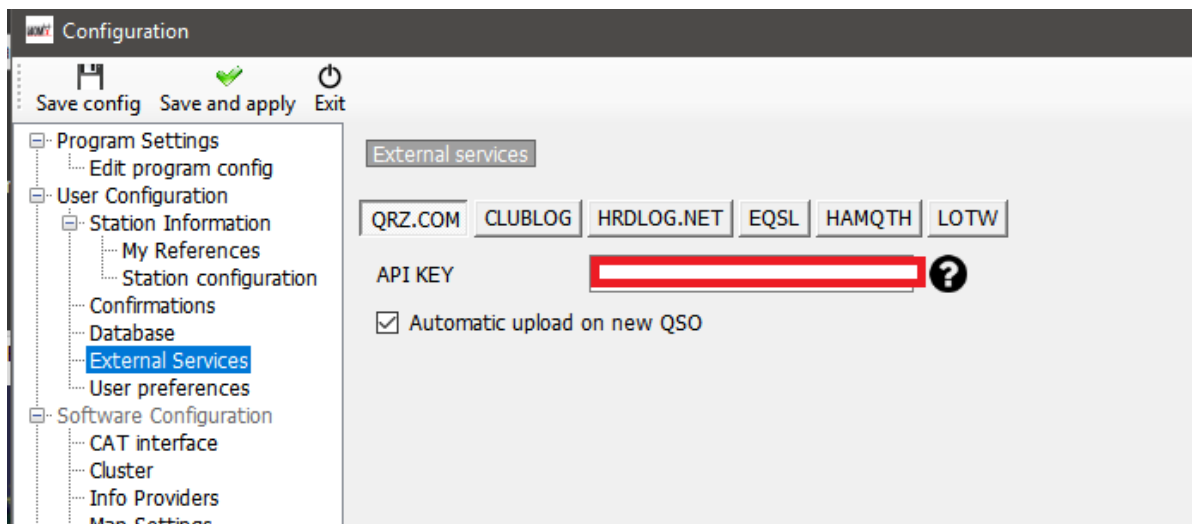 Configuration
Save config Save and apply Exit
Program Settings
Edit program config
User Configuration
Station Information
My References
Station configuration
Confirmations
Database
External Services
User preferences
Software Configuration
CAT interface
Cluster
Info Providers
Map Settings
External services
QRZ.COM CLUBLOG HRDLOG.NET EQSL HAMQTH LOTW
API KEY ?
Automatic upload on new QSO